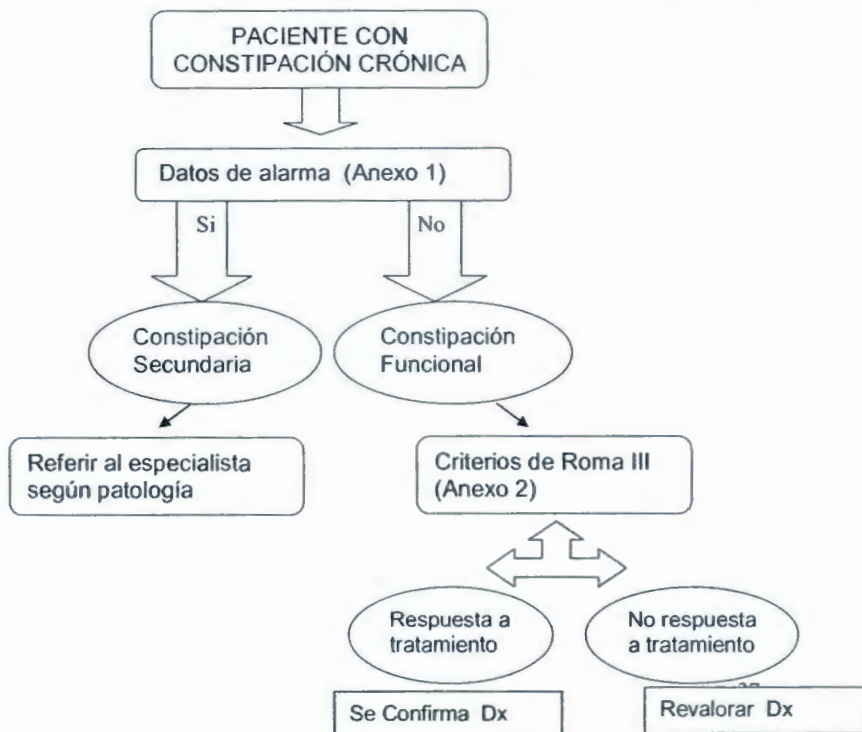 PACIENTE CON
CONSTIPACIÓN CRÓNICA
Datos de alarma (Anexo 1)
Si
No
Constipación
Secundaria
Constipación
Funcional
Referir al especialista
según patología
Criterios de Roma III
(Anexo 2)
Respuesta a
tratamiento
No respuesta
a tratamiento
Se Confirma Dx
Revalorar Dx